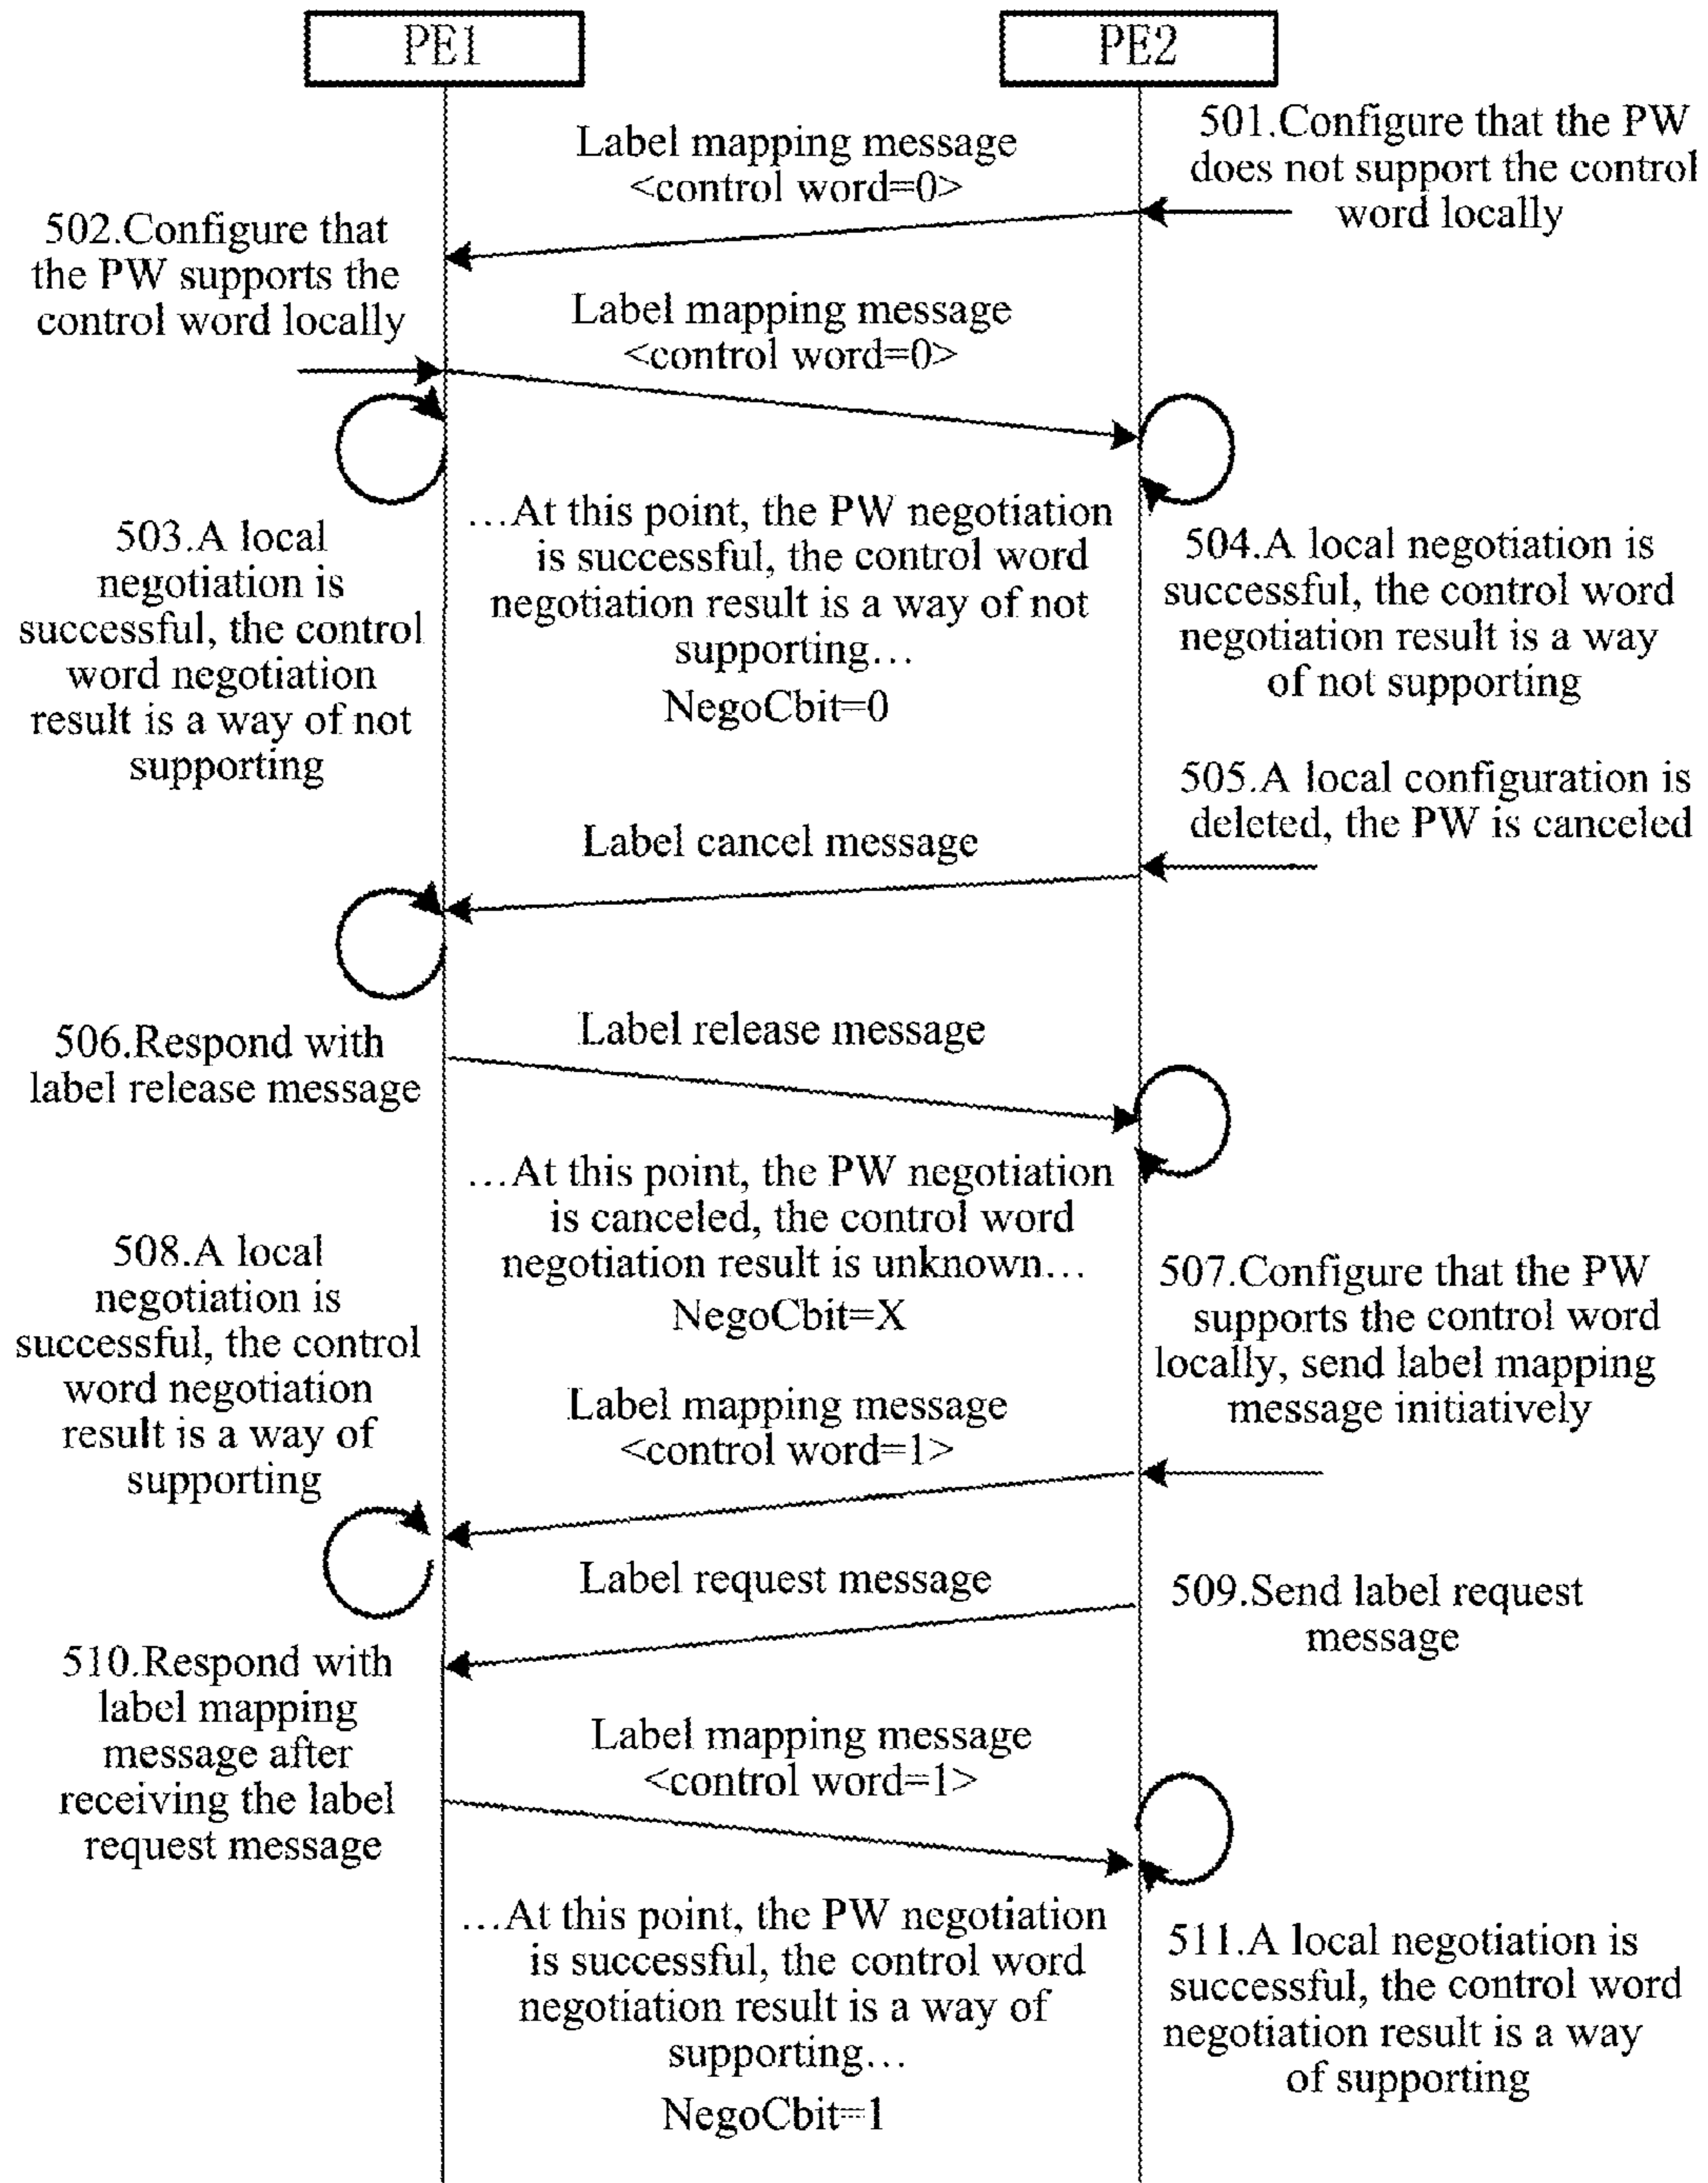 PE1
PE2
501.Configure that the PW
does not support the control
word locally
Label mapping message
<control word=0>
502.Configure that
the PW supports the
control word locally
Label mapping message
<control word=0>
503.A local
negotiation is
successful, the control
word negotiation
result is a way of not
supporting
…At this point, the PW negotiation
is successful, the control word
negotiation result is a way of not
supporting…
NegoCbit=0
504.A local negotiation is
successful, the control word
negotiation result is a way
of not supporting
505.A local configuration is
deleted, the PW is canceled
Label cancel message
506.Respond with
label release message
Label release message
…At this point, the PW negotiation
is canceled, the control word
negotiation result is unknown…
NegoCbit=X
507.Configure that the PW
supports the control word
locally, send label mapping
message initiatively
508.A local
negotiation is
successful, the control
word negotiation
result is a way of
supporting
Label mapping message
<control word=1>
Label request message
509.Send label request
message
510.Respond with
label mapping
message after
receiving the label
request message
Label mapping message
<control word=1>
…At this point, the PW negotiation
is successful, the control word
negotiation result is a way of
supporting…
NegoCbit=1
511.A local negotiation is
successful, the control word
negotiation result is a way
of supporting